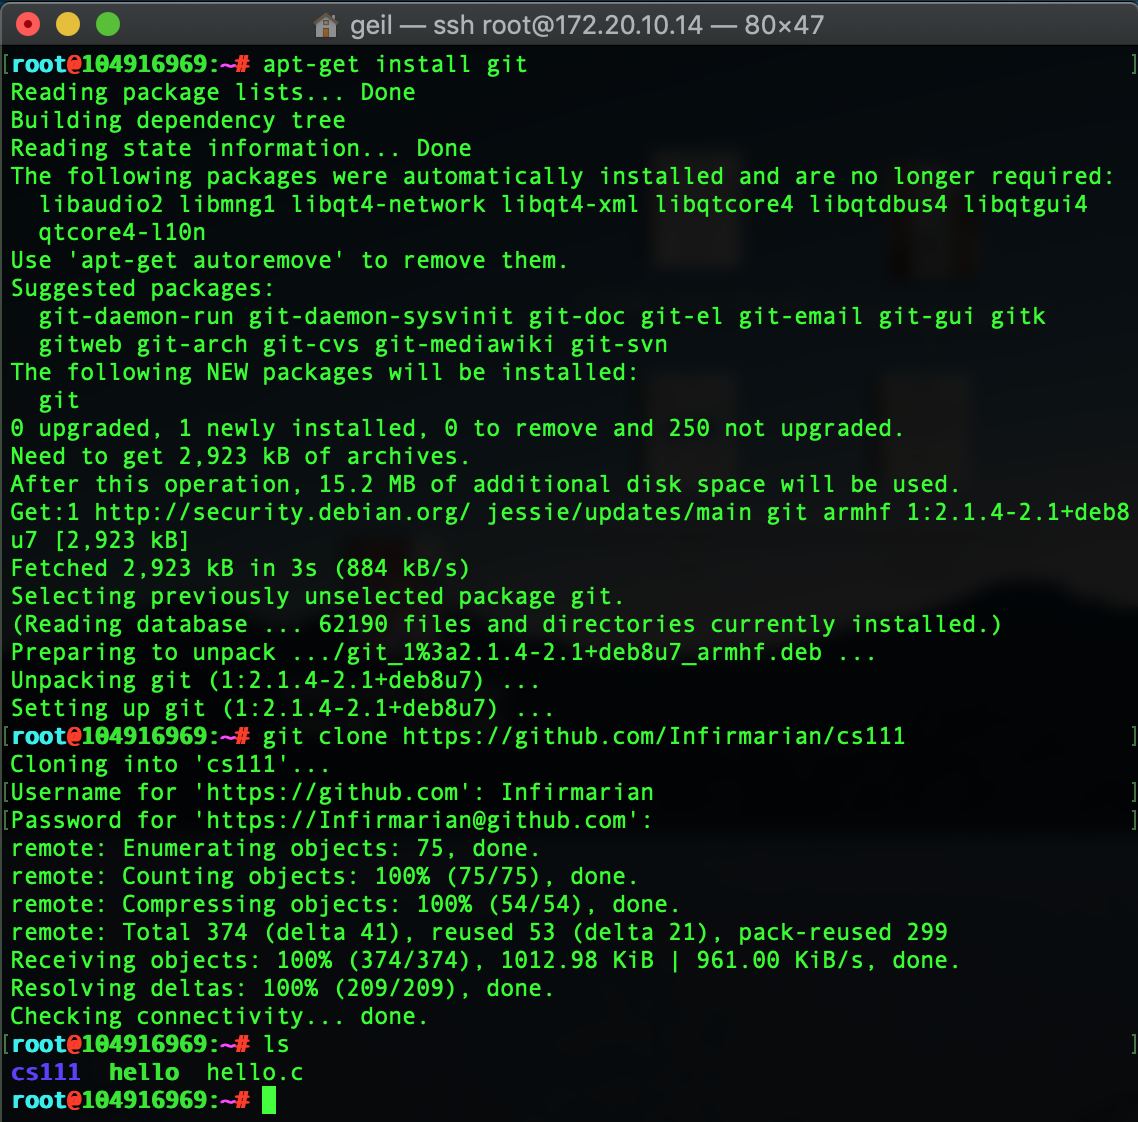 geil — ssh root@172.20.10.14 — 80×47
[root@104916969:~# apt-get install git ]
Reading package lists... Done
Building dependency tree
Reading state information... Done
The following packages were automatically installed and are no longer required:
  libaudio2 libmng1 libqt4-network libqt4-xml libqtcore4 libqtdbus4 libqtgui4
  qtcore4-l10n
Use 'apt-get autoremove' to remove them.
Suggested packages:
  git-daemon-run git-daemon-sysvinit git-doc git-el git-email git-gui gitk
  gitweb git-arch git-cvs git-mediawiki git-svn
The following NEW packages will be installed:
  git
0 upgraded, 1 newly installed, 0 to remove and 250 not upgraded.
Need to get 2,923 kB of archives.
After this operation, 15.2 MB of additional disk space will be used.
Get:1 http://security.debian.org/ jessie/updates/main git armhf 1:2.1.4-2.1+deb8
u7 [2,923 kB]
Fetched 2,923 kB in 3s (884 kB/s)
Selecting previously unselected package git.
(Reading database ... 62190 files and directories currently installed.)
Preparing to unpack .../git_1%3a2.1.4-2.1+deb8u7_armhf.deb ...
Unpacking git (1:2.1.4-2.1+deb8u7) ...
Setting up git (1:2.1.4-2.1+deb8u7) ...
[root@104916969:~# git clone https://github.com/Infirmarian/cs111 ]
Cloning into 'cs111'...
[Username for 'https://github.com': Infirmarian ]
[Password for 'https://Infirmarian@github.com': ]
remote: Enumerating objects: 75, done.
remote: Counting objects: 100% (75/75), done.
remote: Compressing objects: 100% (54/54), done.
remote: Total 374 (delta 41), reused 53 (delta 21), pack-reused 299
Receiving objects: 100% (374/374), 1012.98 KiB | 961.00 KiB/s, done.
Resolving deltas: 100% (209/209), done.
Checking connectivity... done.
[root@104916969:~# ls ]
cs111  hello  hello.c
root@104916969:~#